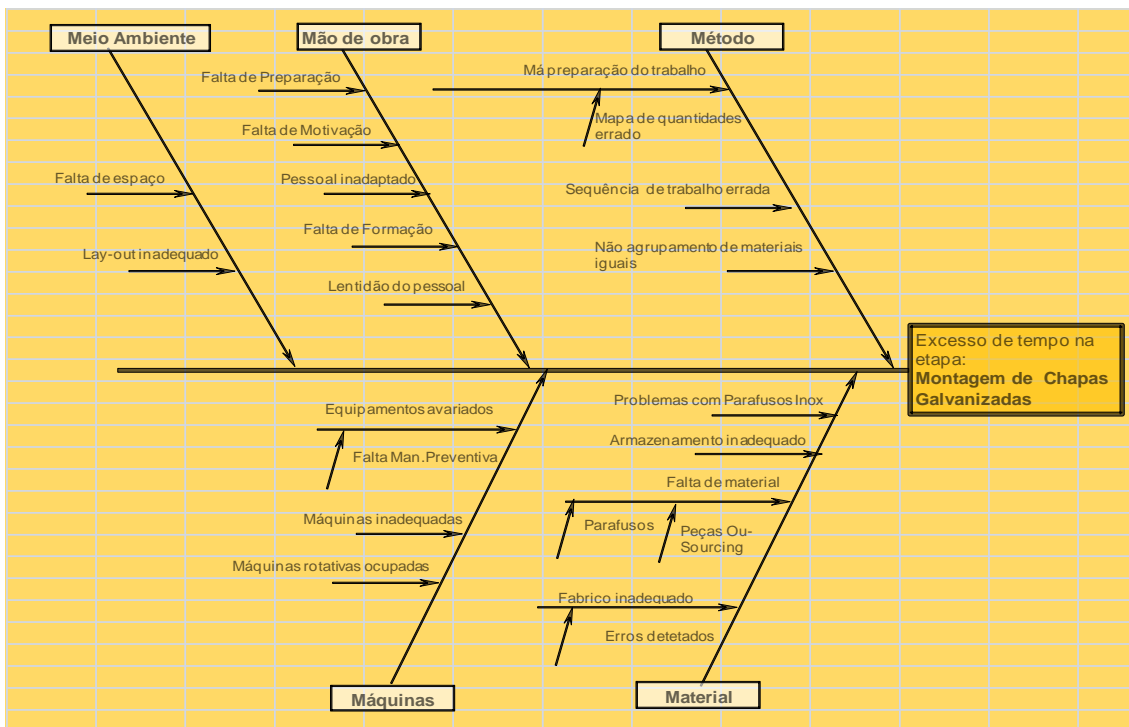 Meio Ambiente
Mão de obra
Método
Falta de Preparação
Má preparação do trabalho
Mapa de quantidades
errado
Falta de Motivação
Falta de espaço
Pessoal inadaptado
Sequência de trabalho errada
Falta de Formação
Não agrupamento de materiais
iguais
Lay-out inadequado
Lentidão do pessoal
Excesso de tempo na
etapa:
Montagem de Chapas
Galvanizadas
Equipamentos avariados
Falta Man. Preventiva
Problemas com Parafusos Inox
Armazenamento inadequado
Falta de material
Parafusos
Peças Ou-
Sourcing
Máquinas inadequadas
Máquinas rotativas ocupadas
Fabrico inadequado
Erros detetados
Máquinas
Material